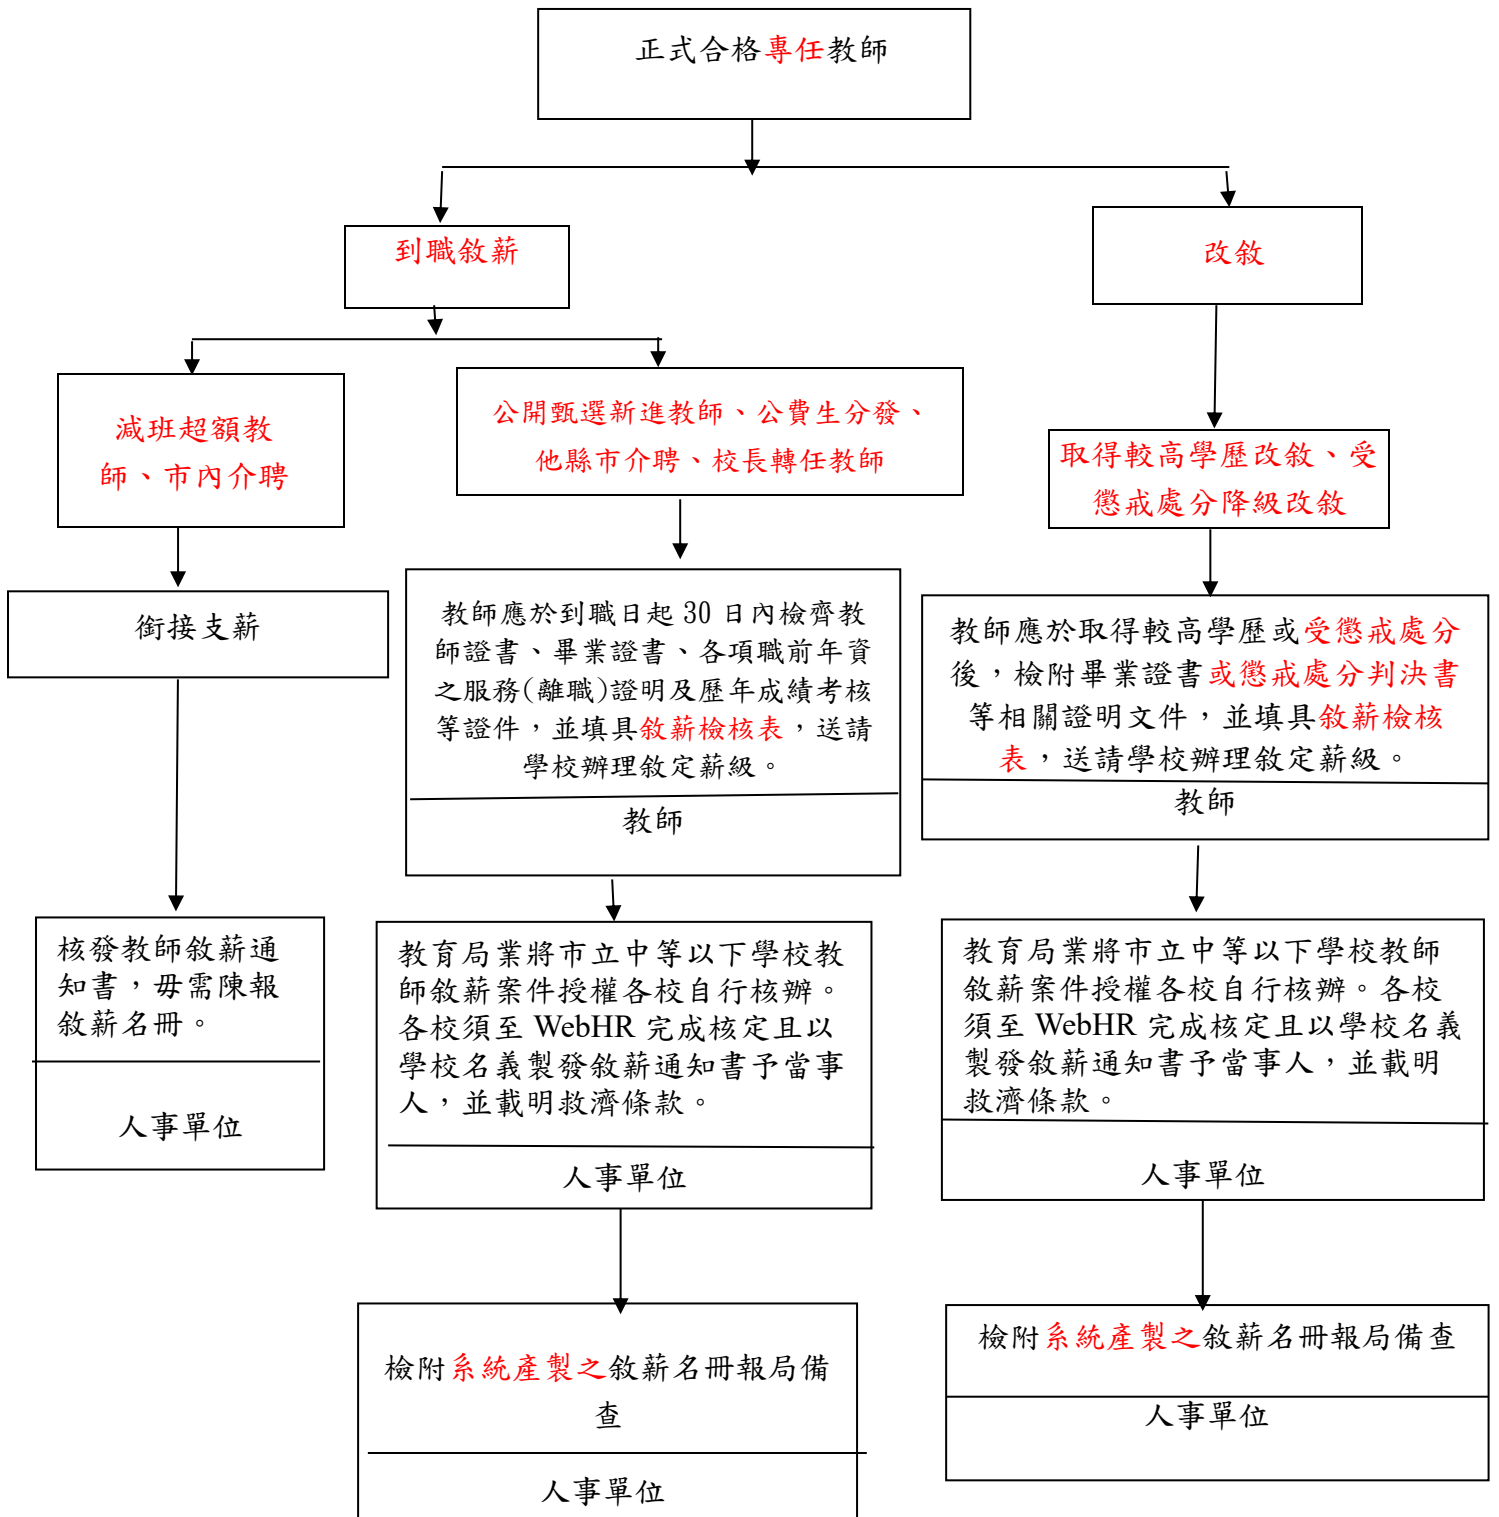 正式合格專任教師
到職敘薪
改敘
減班超額教
師、市內介聘
公開甄選新進教師、公費生分發、
他縣市介聘、校長轉任教師
取得較高學歷改敘、受
懲戒處分降級改敘
銜接支薪
教師應於到職日起 30 日內檢齊教
師證書、畢業證書、各項職前年資
之服務(離職)證明及歷年成績考核
等證件，並填具敘薪檢核表，送請
學校辦理敘定薪級。
教師
教師應於取得較高學歷或受懲戒處分
後，檢附畢業證書或懲戒處分判決書
等相關證明文件，並填具敘薪檢核
表，送請學校辦理敘定薪級。
教師
核發教師敘薪通
知書，毋需陳報
敘薪名冊。
人事單位
教育局業將市立中等以下學校教
師敘薪案件授權各校自行核辦。
各校須至 WebHR 完成核定且以
學校名義製發敘薪通知書予當事
人，並載明救濟條款。
人事單位
教育局業將市立中等以下學校教師
敘薪案件授權各校自行核辦。各校
須至 WebHR 完成核定且以學校名義
製發敘薪通知書予當事人，並載明
救濟條款。
人事單位
檢附系統產製之敘薪名冊報局備
查
人事單位
檢附系統產製之敘薪名冊報局備查
人事單位